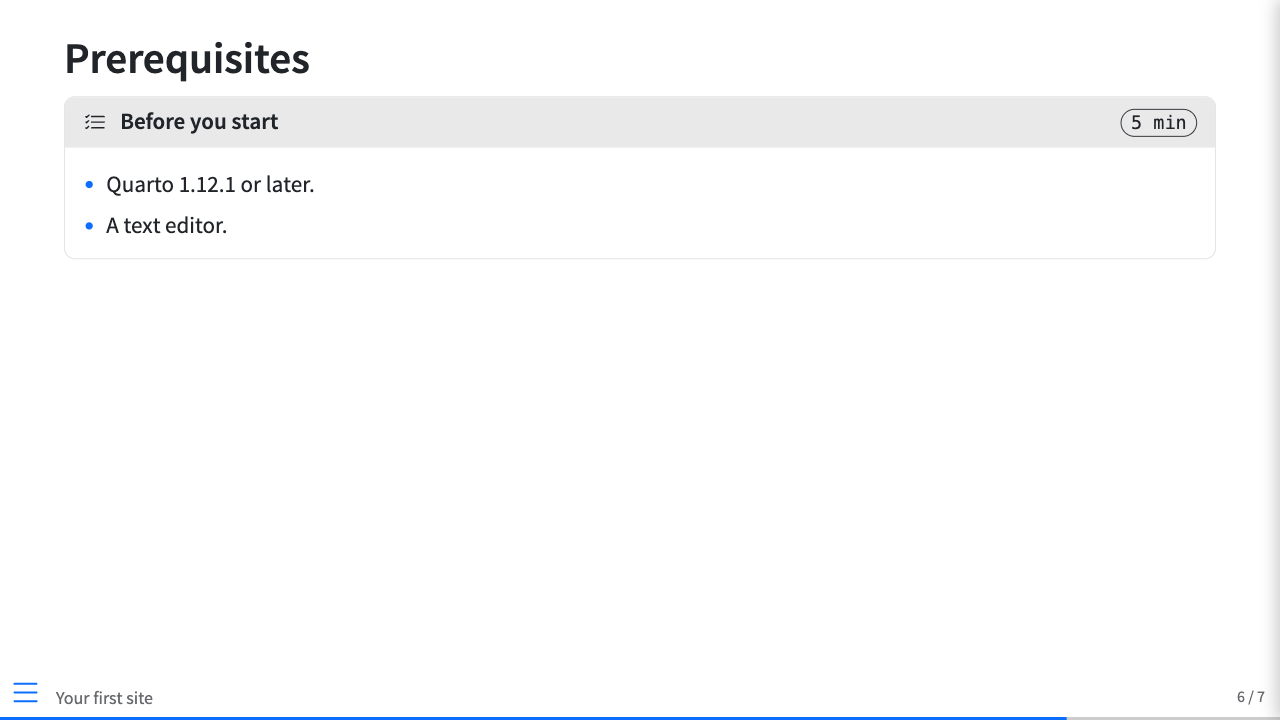 Prerequisites
Before you start
5 min
Quarto 1.12.1 or later.
A text editor.
Your first site
6 / 7